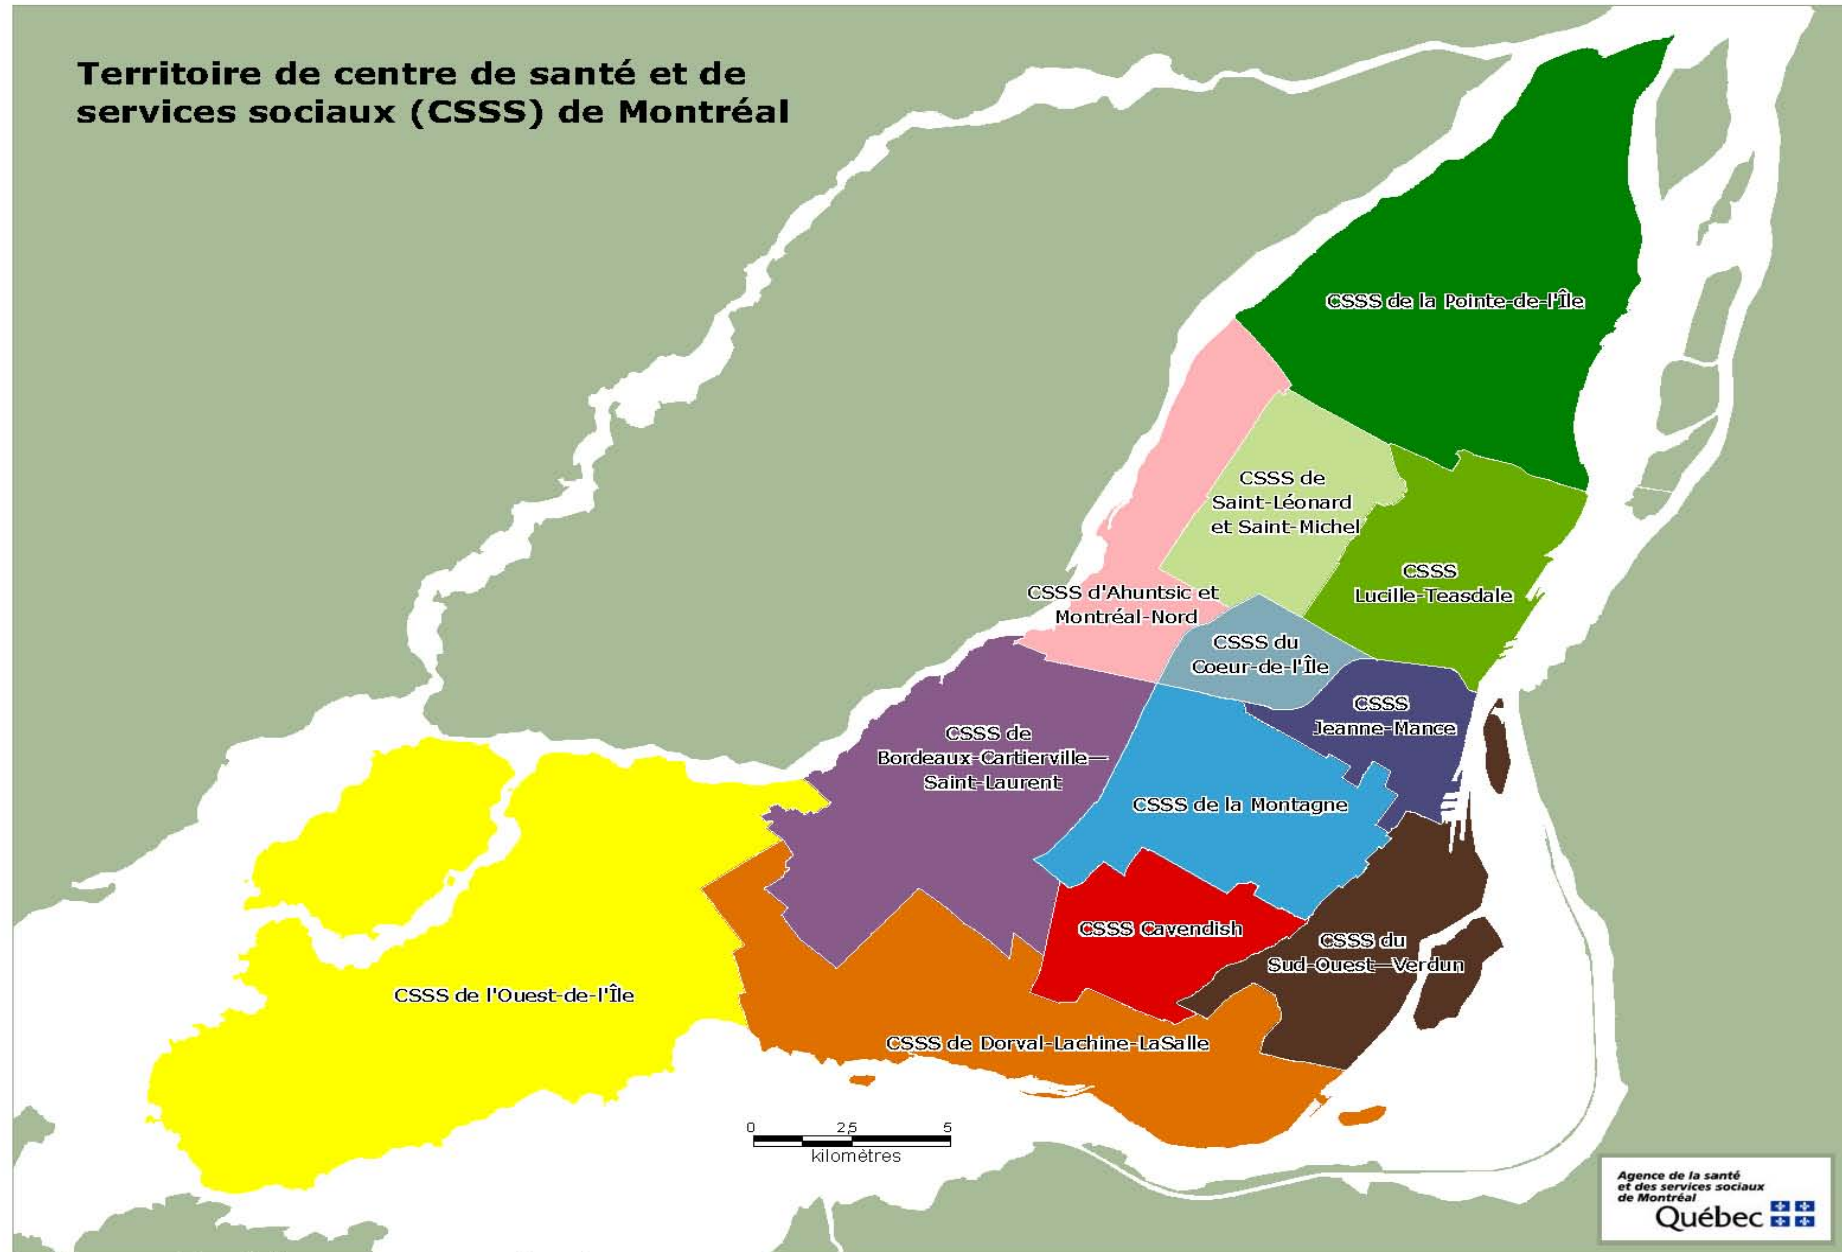 Territoire de centre de santé et de
services sociaux (CSSS) de Montréal
CSSS de la Pointe-de-l'Île
CSSS de
Saint-Léonard
et Saint-Michel
CSSS
Lucille-Teasdale
CSSS d'Ahuntsic et
Montréal-Nord
CSSS du
Coeur-de-l'Île
CSSS
Jeanne-Mance
CSSS de
Bordeaux-Cartierville—
Saint-Laurent
CSSS de la Montagne
CSSS Cavendish
CSSS du
Sud-Ouest—Verdun
CSSS de l'Ouest-de-l'Île
CSSS de Dorval-Lachine-LaSalle
0 2,5 5
kilomètres
Agence de la santé
et des services sociaux
de Montréal
Québec